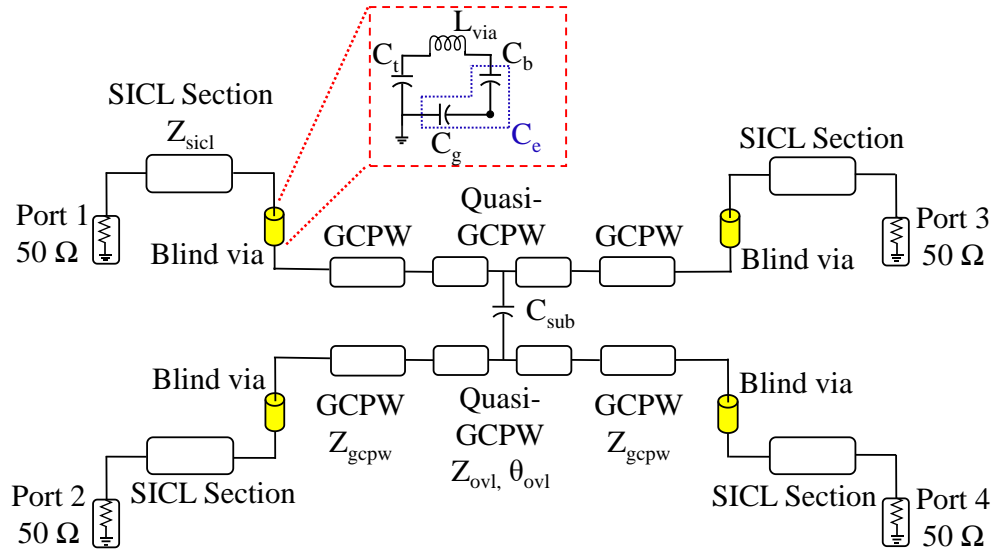 L_via
C_t
C_b
C_g
C_e
SICL Section
Z_sicl
SICL Section
Port 1
50 Ω
Blind via
GCPW
Quasi-
GCPW
GCPW
Blind via
Port 3
50 Ω
C_sub
Blind via
GCPW
Z_gcpw
Quasi-
GCPW
Z_ovl, θ_ovl
GCPW
Z_gcpw
Blind via
Port 2
50 Ω
SICL Section
SICL Section
Port 4
50 Ω